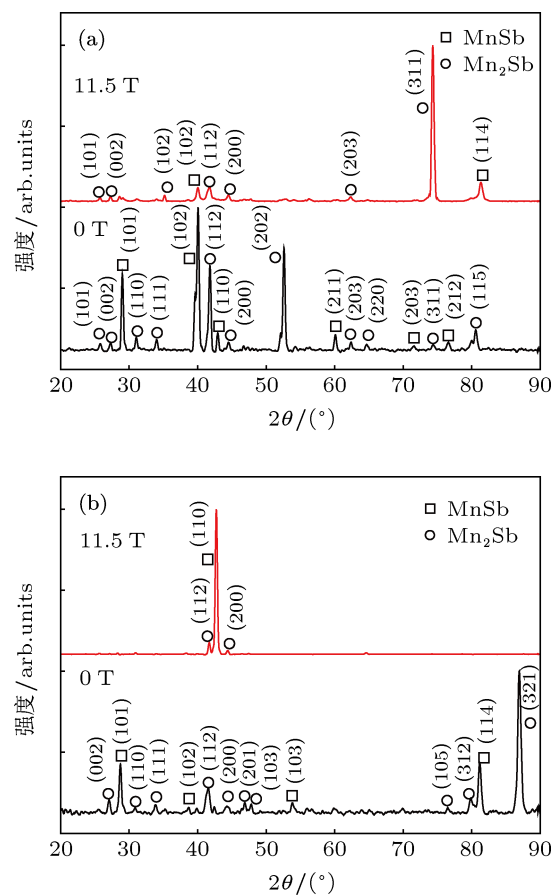 (a)
□ MnSb
○ Mn₂Sb
11.5 T
(101)
(002)
(102)
(102)
(112)
(200)
(203)
(311)
(114)
0 T
(101)
(002)
(101)
(110)
(111)
(102)
(112)
(110)
(200)
(202)
(211)
(203)
(220)
(203)
(311)
(212)
(115)
强度/arb.units
20 30 40 50 60 70 80 90
2θ/(°)
(b)
□ MnSb
○ Mn₂Sb
11.5 T
(112)
(110)
(200)
0 T
(002)
(101)
(110)
(111)
(102)
(112)
(200)
(201)
(103)
(103)
(105)
(312)
(114)
(321)
强度/arb.units
20 30 40 50 60 70 80 90
2θ/(°)